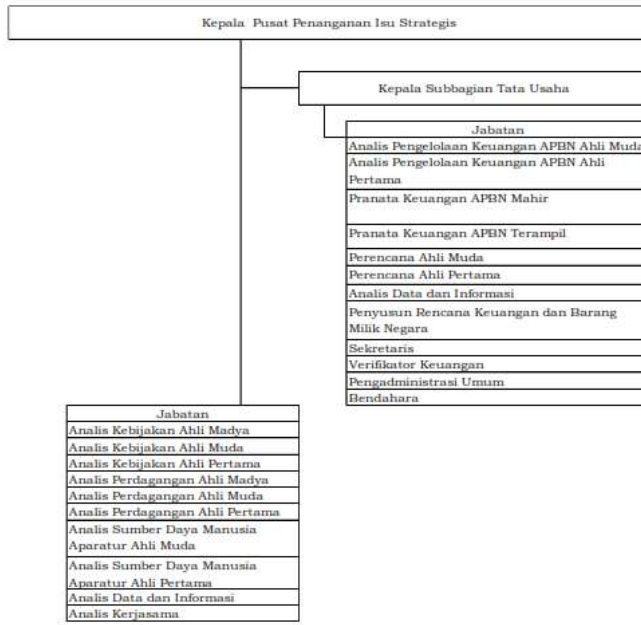 Kepala Pusat Penanganan Isu Strategis
Kepala Subbagian Tata Usaha
Jabatan
Analis Pengelolaan Keuangan APBN Ahli Muda
Analis Pengelolaan Keuangan APBN Ahli
Pertama
Pranata Keuangan APBN Mahir
Pranata Keuangan APBN Terampil
Perencana Ahli Muda
Perencana Ahli Pertama
Analis Data dan Informasi
Penyusun Rencana Keuangan dan Barang
Milik Negara
Sekretaris
Verifikator Keuangan
Pengadministrasi Umum
Bendahara
Jabatan
Analis Kebijakan Ahli Madya
Analis Kebijakan Ahli Muda
Analis Kebijakan Ahli Pertama
Analis Perdagangan Ahli Madya
Analis Perdagangan Ahli Muda
Analis Perdagangan Ahli Pertama
Analis Sumber Daya Manusia
Aparatur Ahli Muda
Analis Sumber Daya Manusia
Aparatur Ahli Pertama
Analis Data dan Informasi
Analis Kerjasama